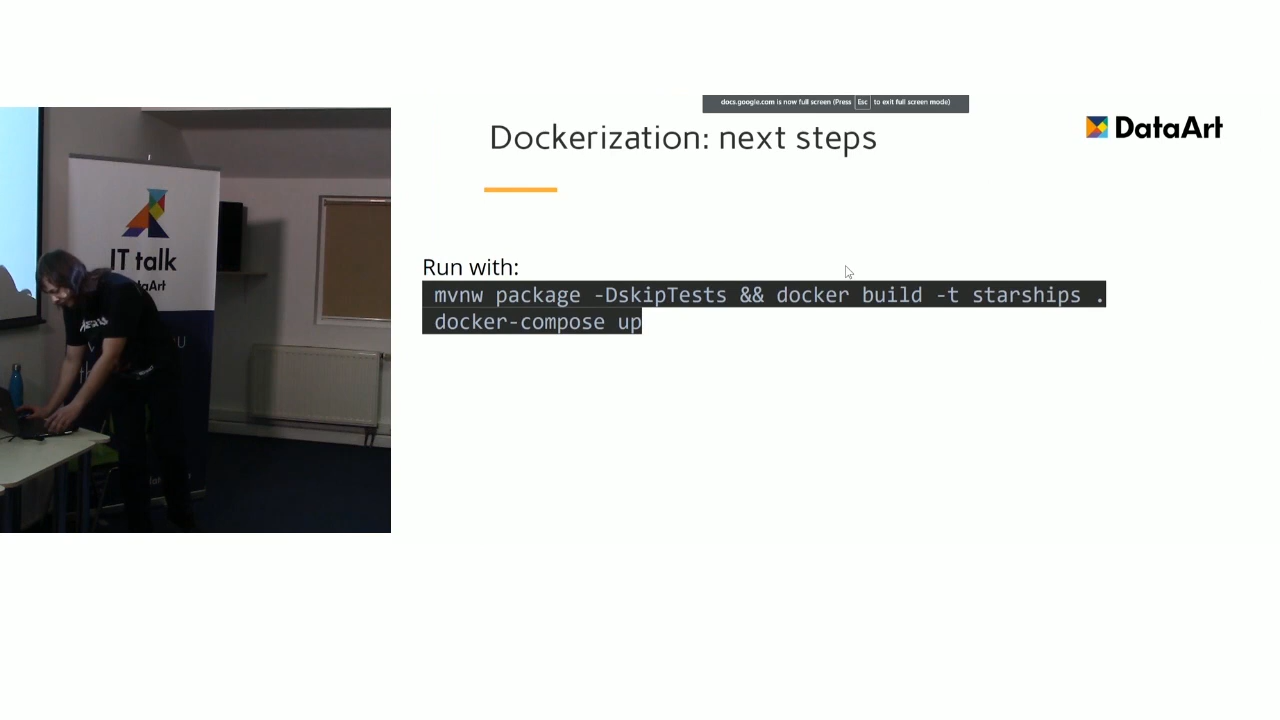 docs.google.com is now full screen (Press Esc to exit full screen mode)
Dockerization: next steps
DataArt
Run with:
mvnw package -DskipTests && docker build -t starships .
docker-compose up
IT talk